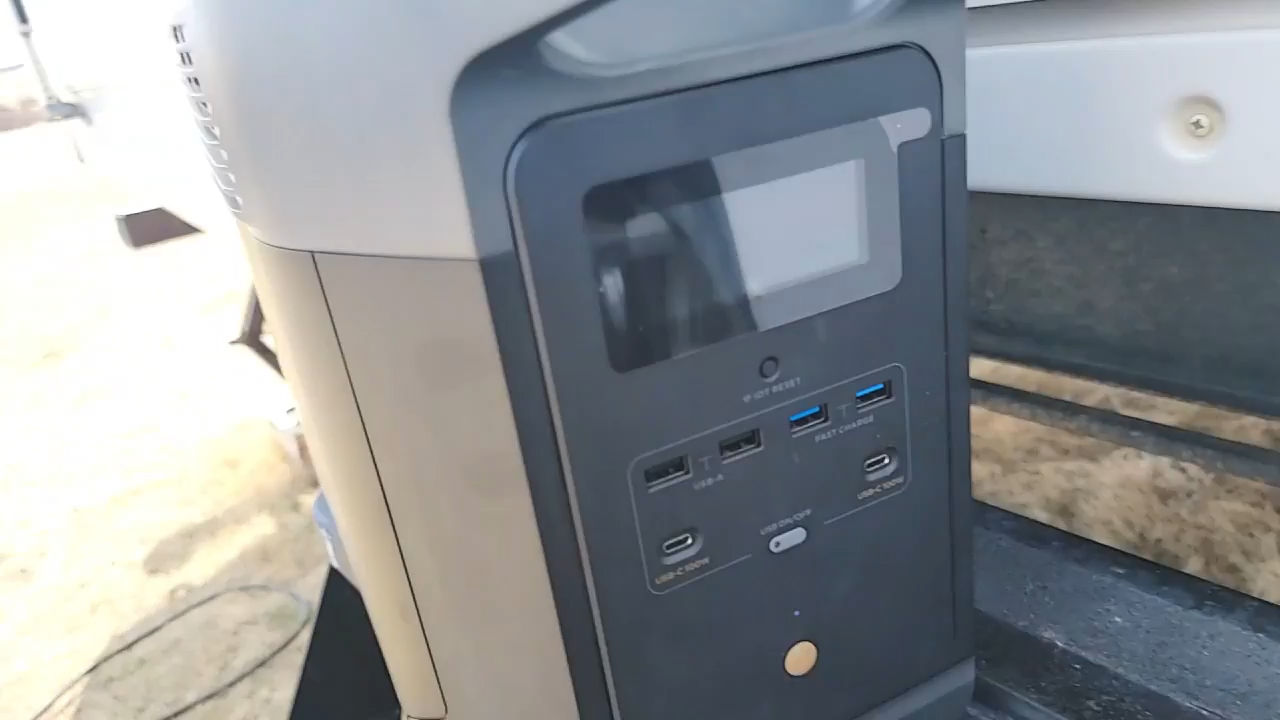 IOT RESET
FAST CHARGE
USB-A
USB-C 100W
USB ON/OFF
USB-C 100W